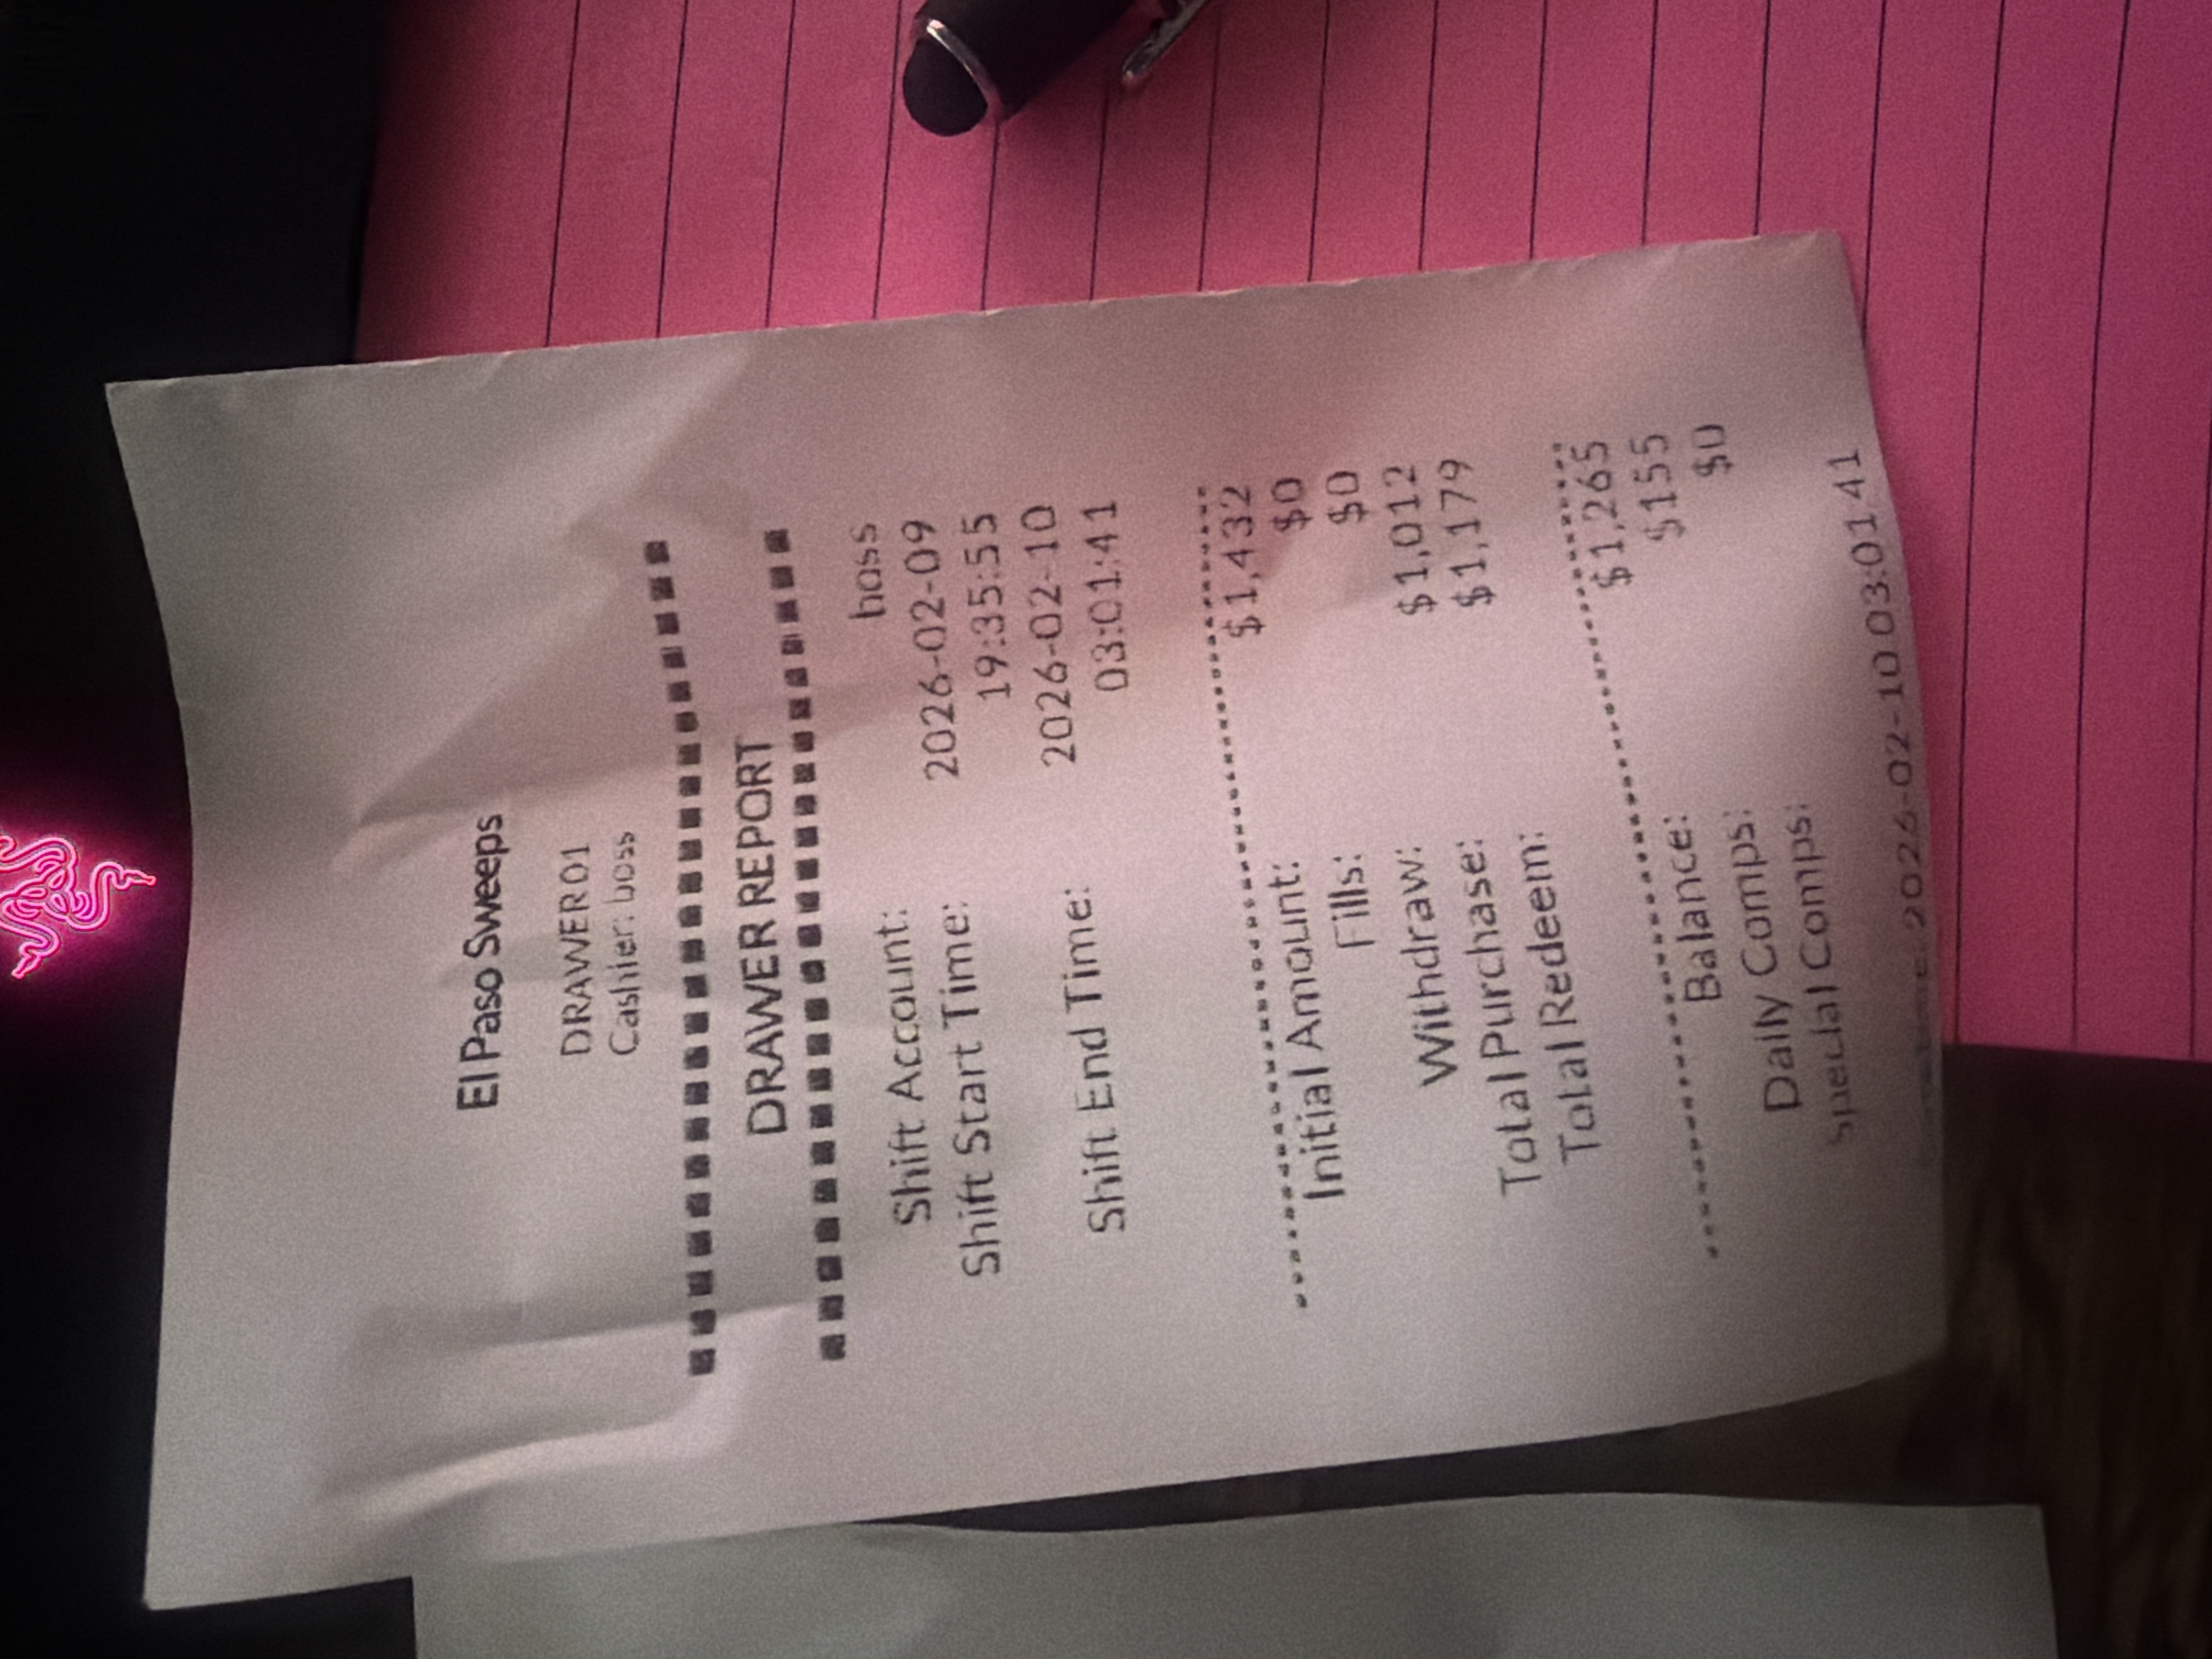 El Paso Sweeps
DRAWER01
Cashier: boss
DRAWER REPORT
Shift Account: boss
Shift Start Time: 2026-02-09
19:35:55
Shift End Time: 2026-02-10
03:01:41
Initial Amount: $1,432
Fills: $0
Withdraw: $0
Total Purchase: $1,012
Total Redeem: $1,179
Balance: $1,265
Daily Comps: $155
Special Comps: $0
2026-02-10 03:01:41